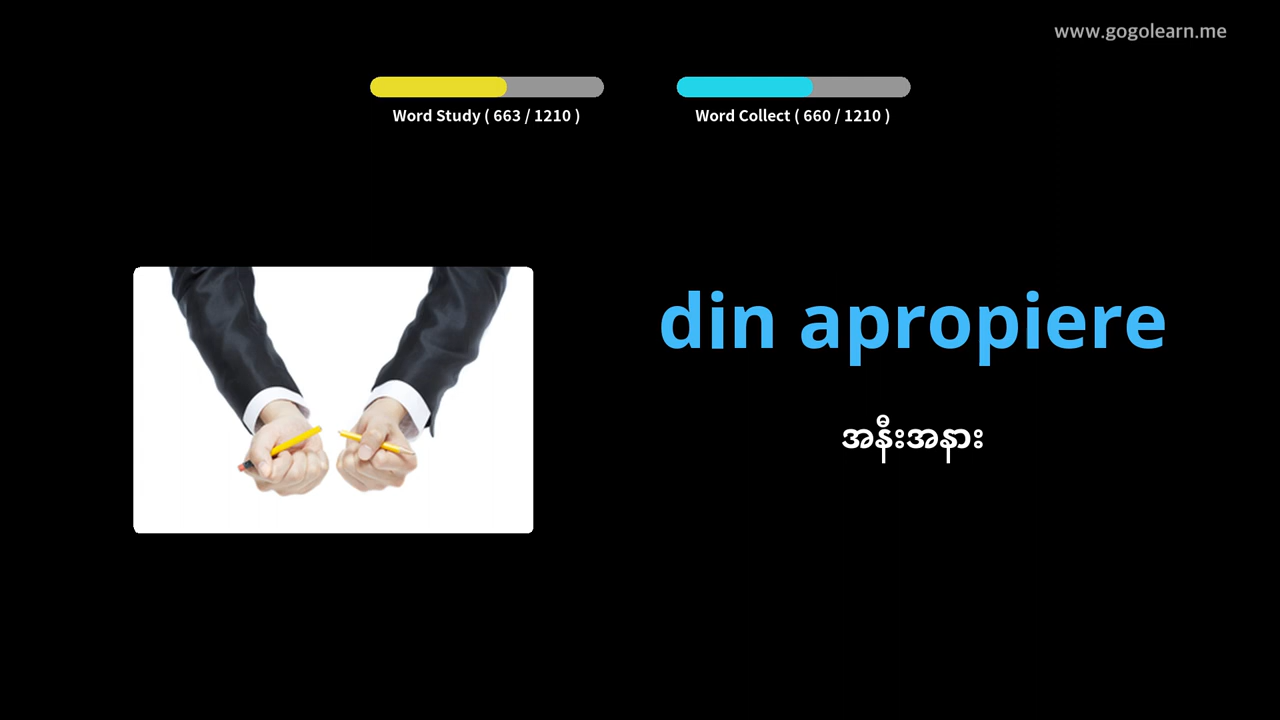 www.gogolearn.me
Word Study ( 663 / 1210 )
Word Collect ( 660 / 1210 )
din apropiere
အနီးအနား